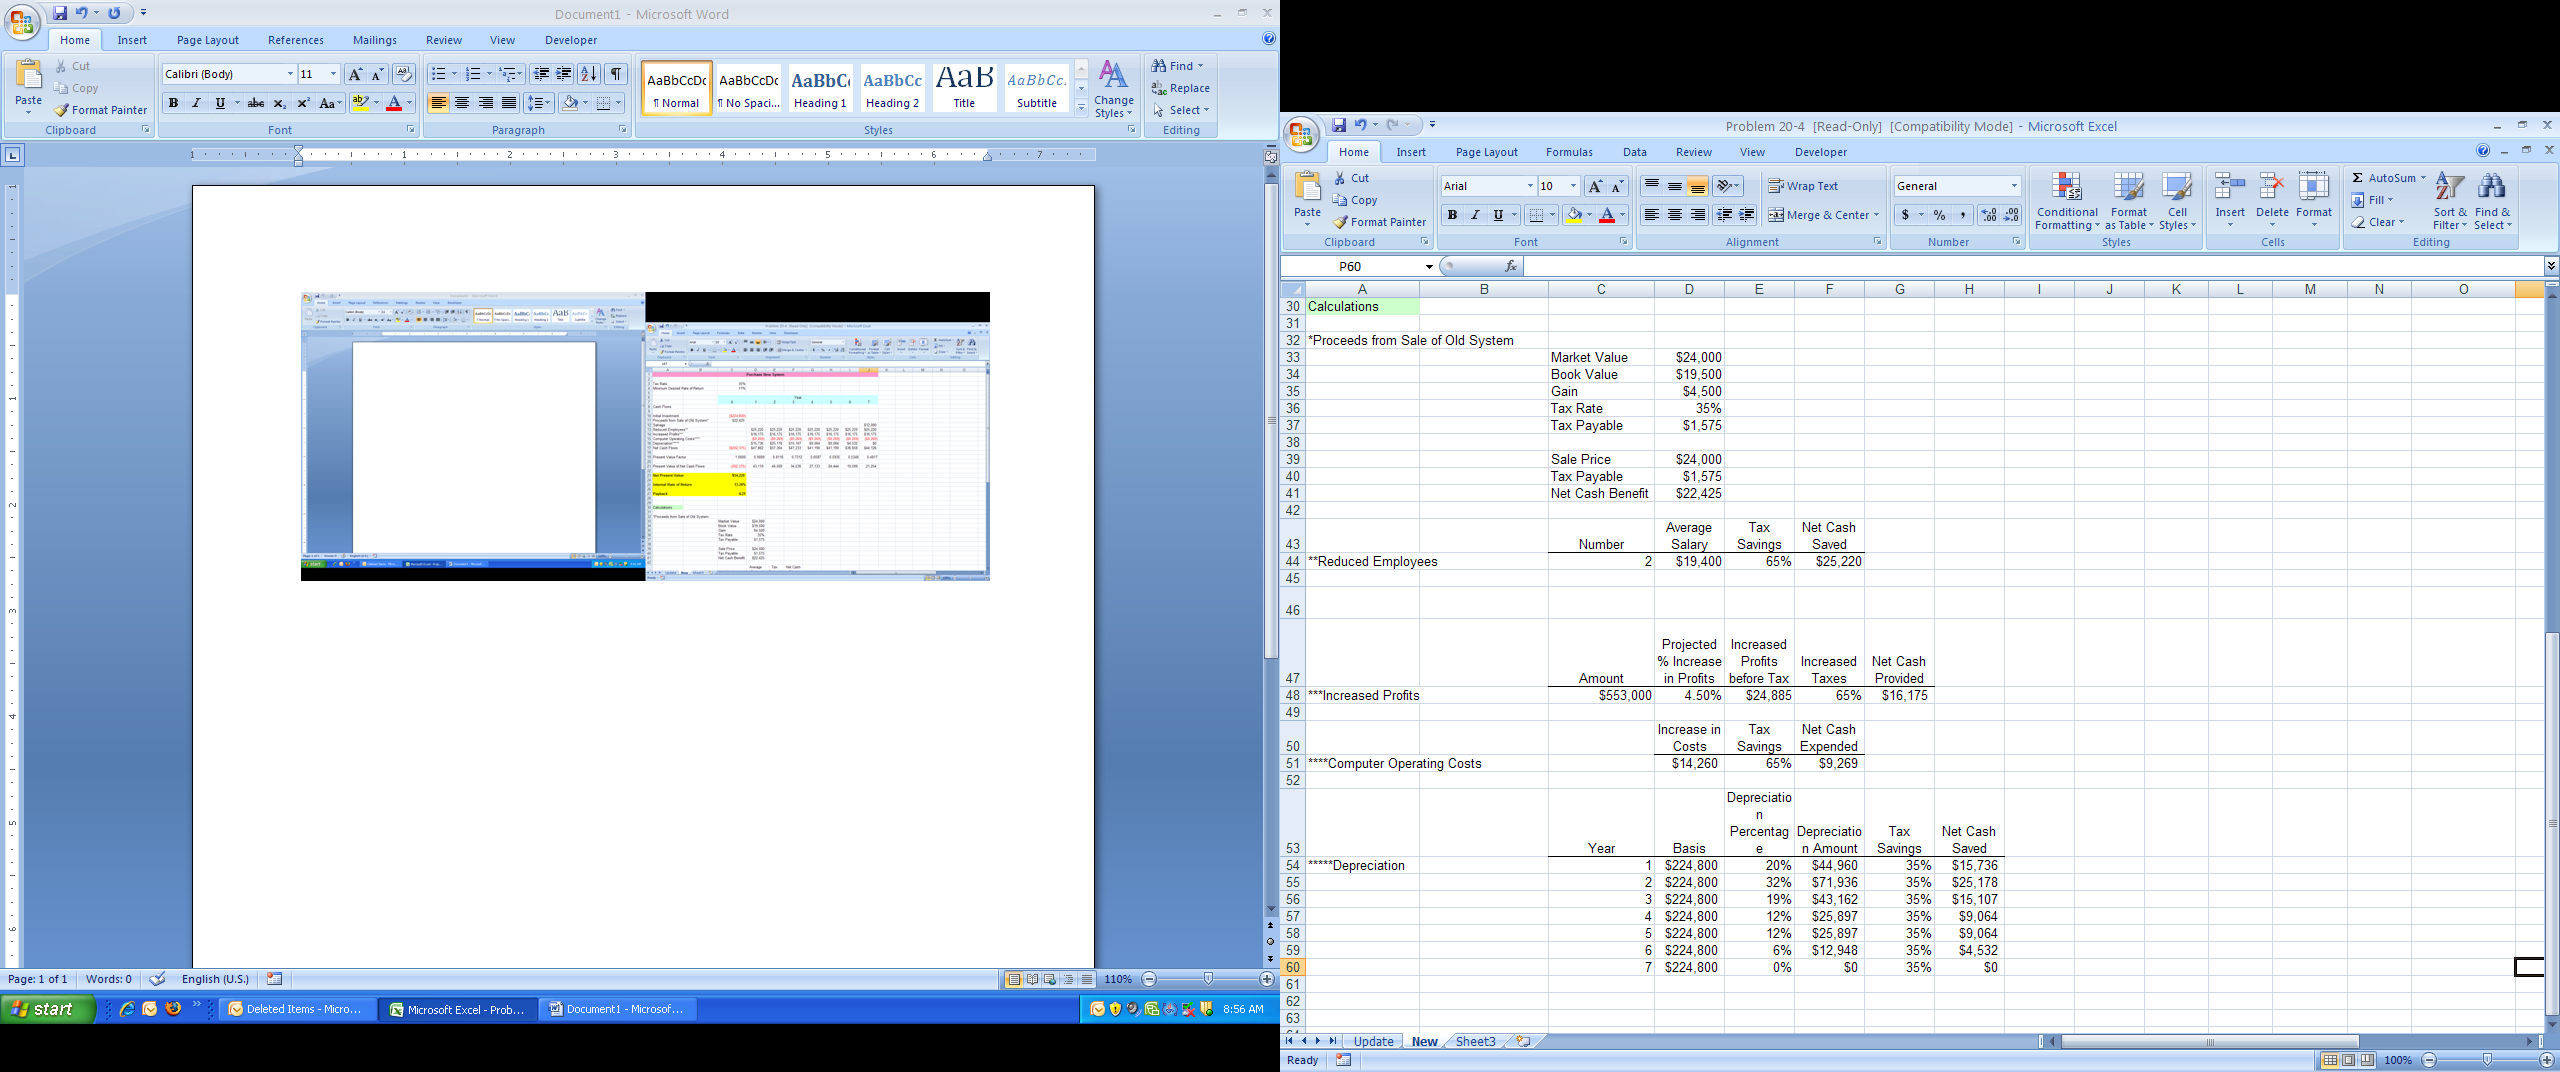 Document1 - Microsoft Word
Home Insert Page Layout References Mailings Review View Developer
Paste Cut Copy Format Painter Clipboard
Calibri (Body) 11 Font
Paragraph
AaBbCcDc AaBbCcDc AaBbC AaBbCc AaB AaBbCc.
¶ Normal ¶ No Spaci... Heading 1 Heading 2 Title Subtitle
Change Styles Styles
Find Replace Select Editing
Page: 1 of 1 Words: 0 English (U.S.) 110%
start Deleted Items - Micro... Microsoft Excel - Prob... Document1 - Microsof... 8:56 AM
Problem 20-4 [Read-Only] [Compatibility Mode] - Microsoft Excel
Home Insert Page Layout Formulas Data Review View Developer
Paste Cut Copy Format Painter Clipboard
Arial 10 Font
Wrap Text Merge & Center Alignment
General $ % , Number
Conditional Formatting Format as Table Cell Styles Styles
Insert Delete Format Cells
Σ AutoSum Fill Clear Sort & Filter Find & Select Editing
P60 fx
A B C D E F G H I J K L M N O
30 Calculations
31
32 *Proceeds from Sale of Old System
33 Market Value $24,000
34 Book Value $19,500
35 Gain $4,500
36 Tax Rate 35%
37 Tax Payable $1,575
38
39 Sale Price $24,000
40 Tax Payable $1,575
41 Net Cash Benefit $22,425
42
43 Number Average Salary Tax Savings Net Cash Saved
44 **Reduced Employees 2 $19,400 65% $25,220
45
46
47 Amount Projected % Increase in Profits Increased Profits before Tax Increased Taxes Net Cash Provided
48 ***Increased Profits $553,000 4.50% $24,885 65% $16,175
49
50 Increase in Costs Tax Savings Net Cash Expended
51 ****Computer Operating Costs $14,260 65% $9,269
52
53 Year Basis Depreciatio n Percentag e Depreciatio n Amount Tax Savings Net Cash Saved
54 *****Depreciation 1 $224,800 20% $44,960 35% $15,736
55 2 $224,800 32% $71,936 35% $25,178
56 3 $224,800 19% $43,162 35% $15,107
57 4 $224,800 12% $25,897 35% $9,064
58 5 $224,800 12% $25,897 35% $9,064
59 6 $224,800 6% $12,948 35% $4,532
60 7 $224,800 0% $0 35% $0
61
62
63
Update New Sheet3
Ready 100%